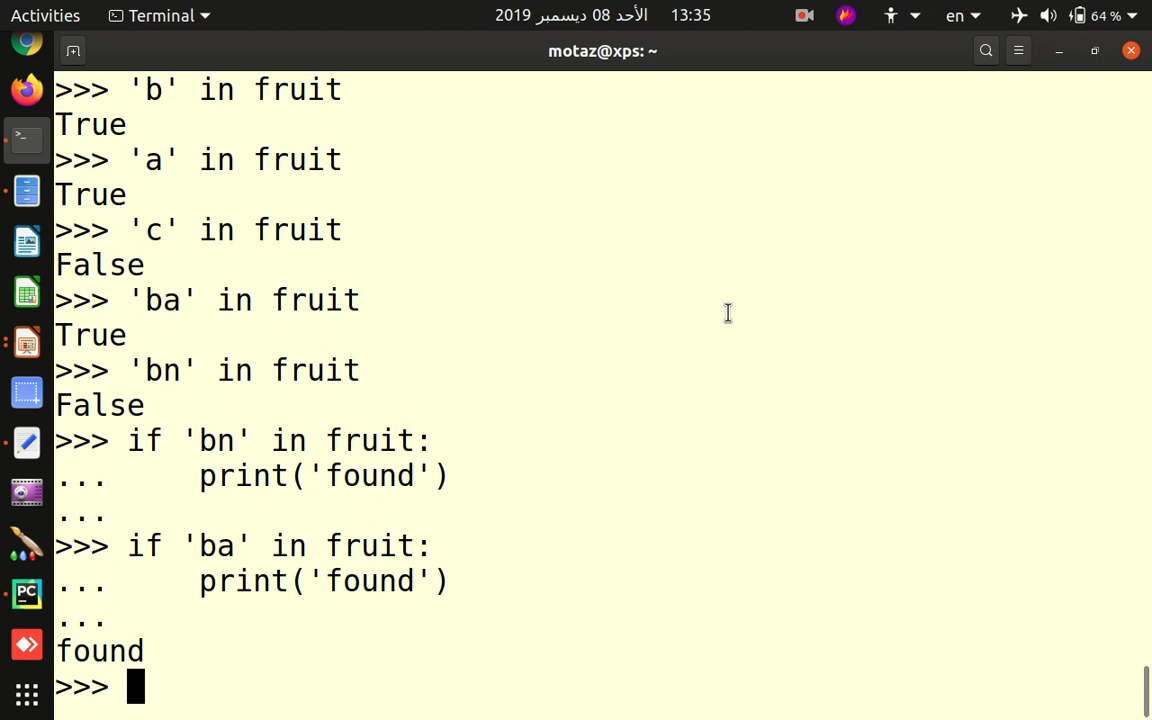 Activities Terminal 2019 الأحد 08 ديسمبر 13:35 en 64 %
motaz@xps: ~
>>> 'b' in fruit
True
>>> 'a' in fruit
True
>>> 'c' in fruit
False
>>> 'ba' in fruit
True
>>> 'bn' in fruit
False
>>> if 'bn' in fruit:
...     print('found')
...
>>> if 'ba' in fruit:
...     print('found')
...
found
>>>
PC